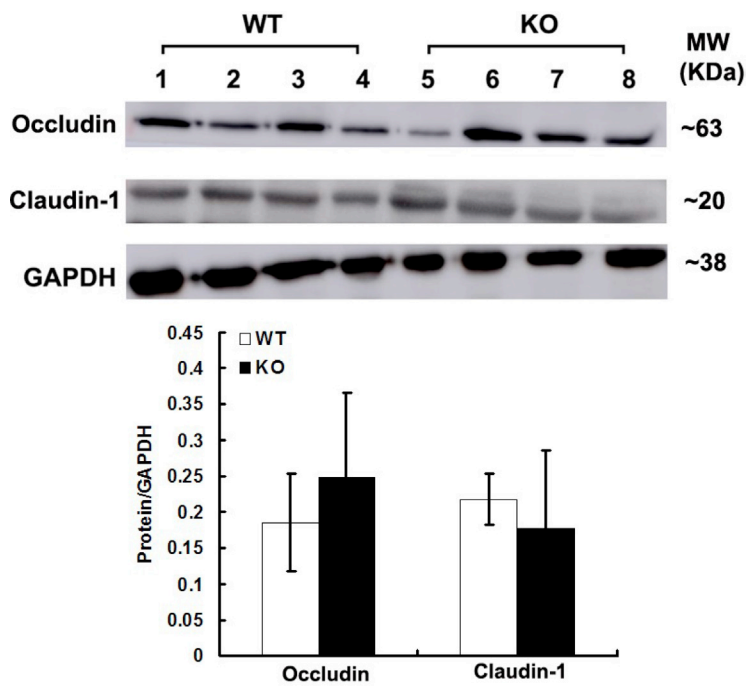 WT KO MW
(KDa)
1 2 3 4 5 6 7 8
Occludin ~63
Claudin-1 ~20
GAPDH ~38
0.45
0.4
0.35
0.3
0.25
0.2
0.15
0.1
0.05
0
Protein/GAPDH
WT
KO
Occludin Claudin-1